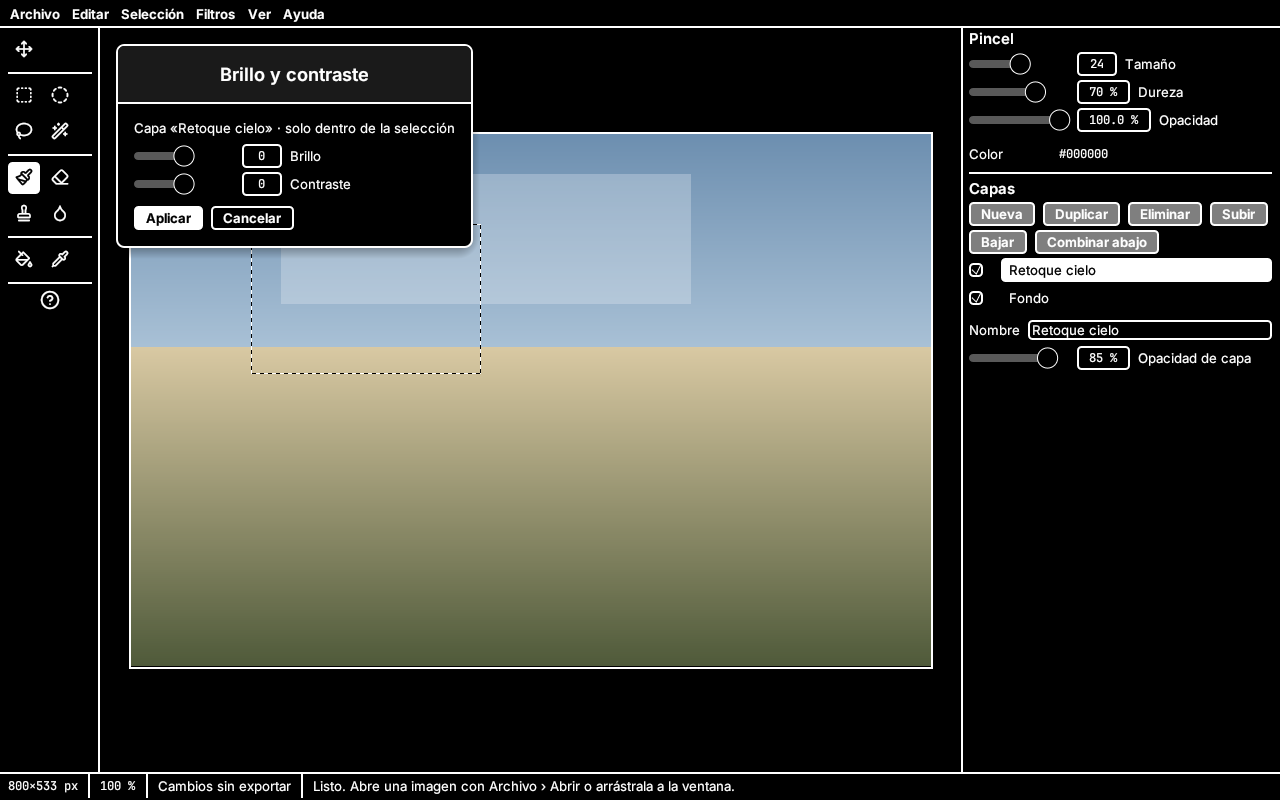 Archivo Editar Selección Filtros Ver Ayuda
Brillo y contraste
Capa «Retoque cielo» · solo dentro de la selección
0 Brillo
0 Contraste
Aplicar Cancelar
Pincel
24 Tamaño
70 % Dureza
100.0 % Opacidad
Color #000000
Capas
Nueva Duplicar Eliminar Subir
Bajar Combinar abajo
Retoque cielo
Fondo
Nombre Retoque cielo
85 % Opacidad de capa
800×533 px 100 % Cambios sin exportar Listo. Abre una imagen con Archivo › Abrir o arrástrala a la ventana.